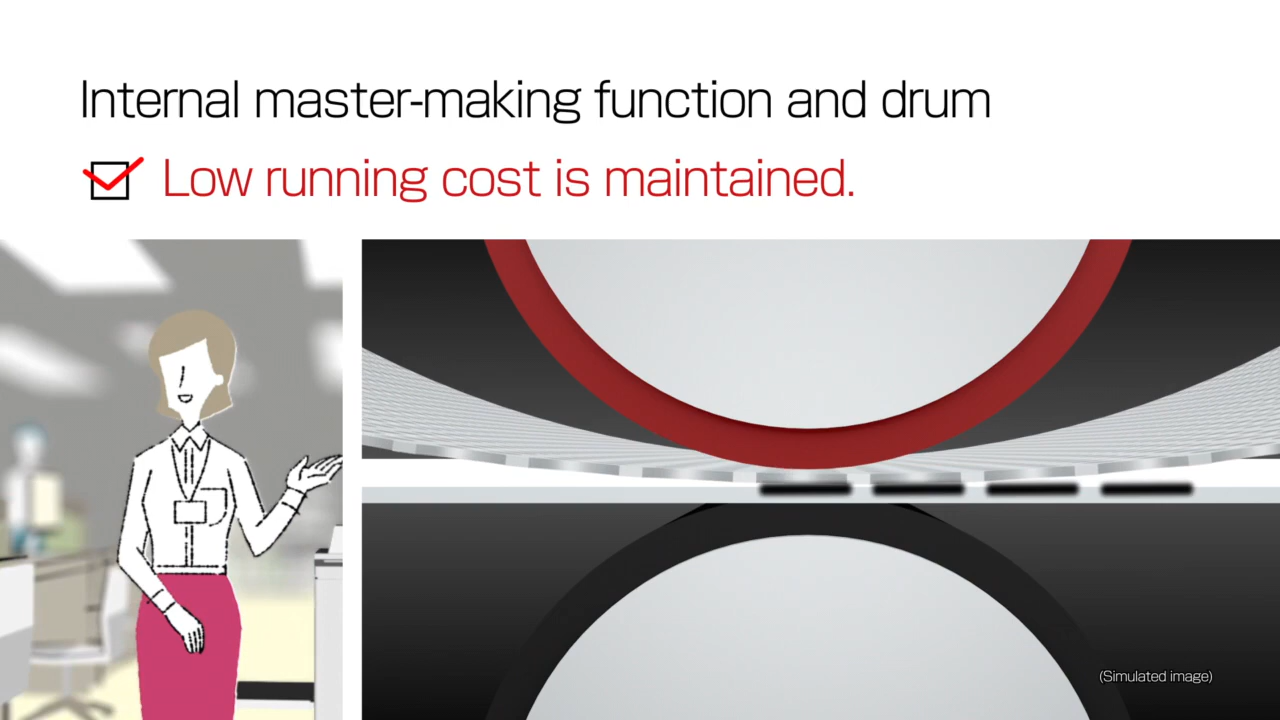 Internal master-making function and drum
Low running cost is maintained.
(Simulated image)